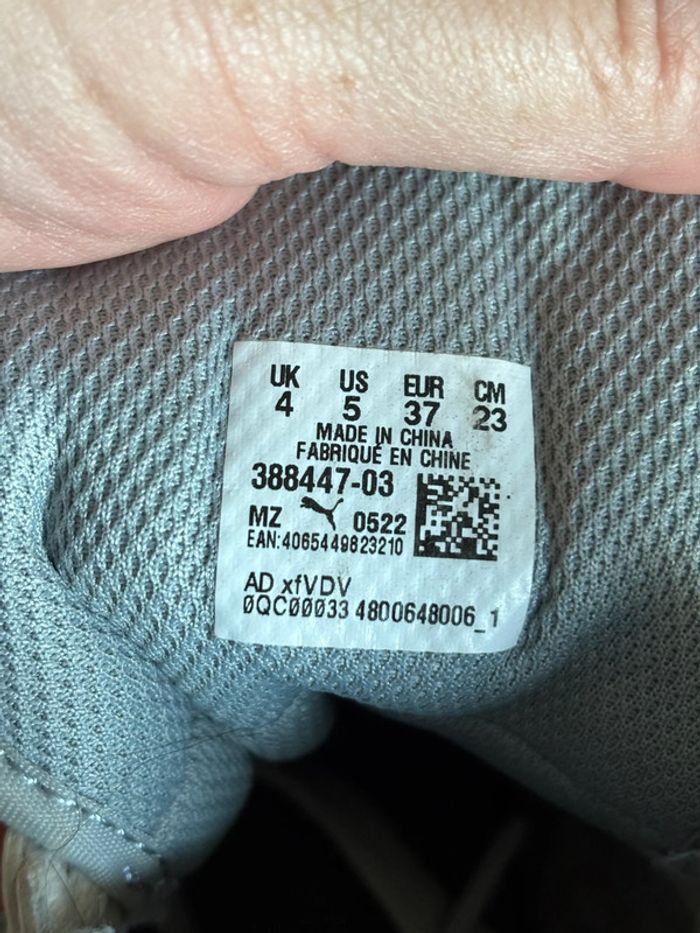 UK US EUR CM
4 5 37 23
MADE IN CHINA
FABRIQUÉ EN CHINE
388447-03
MZ 0522
EAN:4065449823210
AD xfVDV
0QC00033 4800648006_1